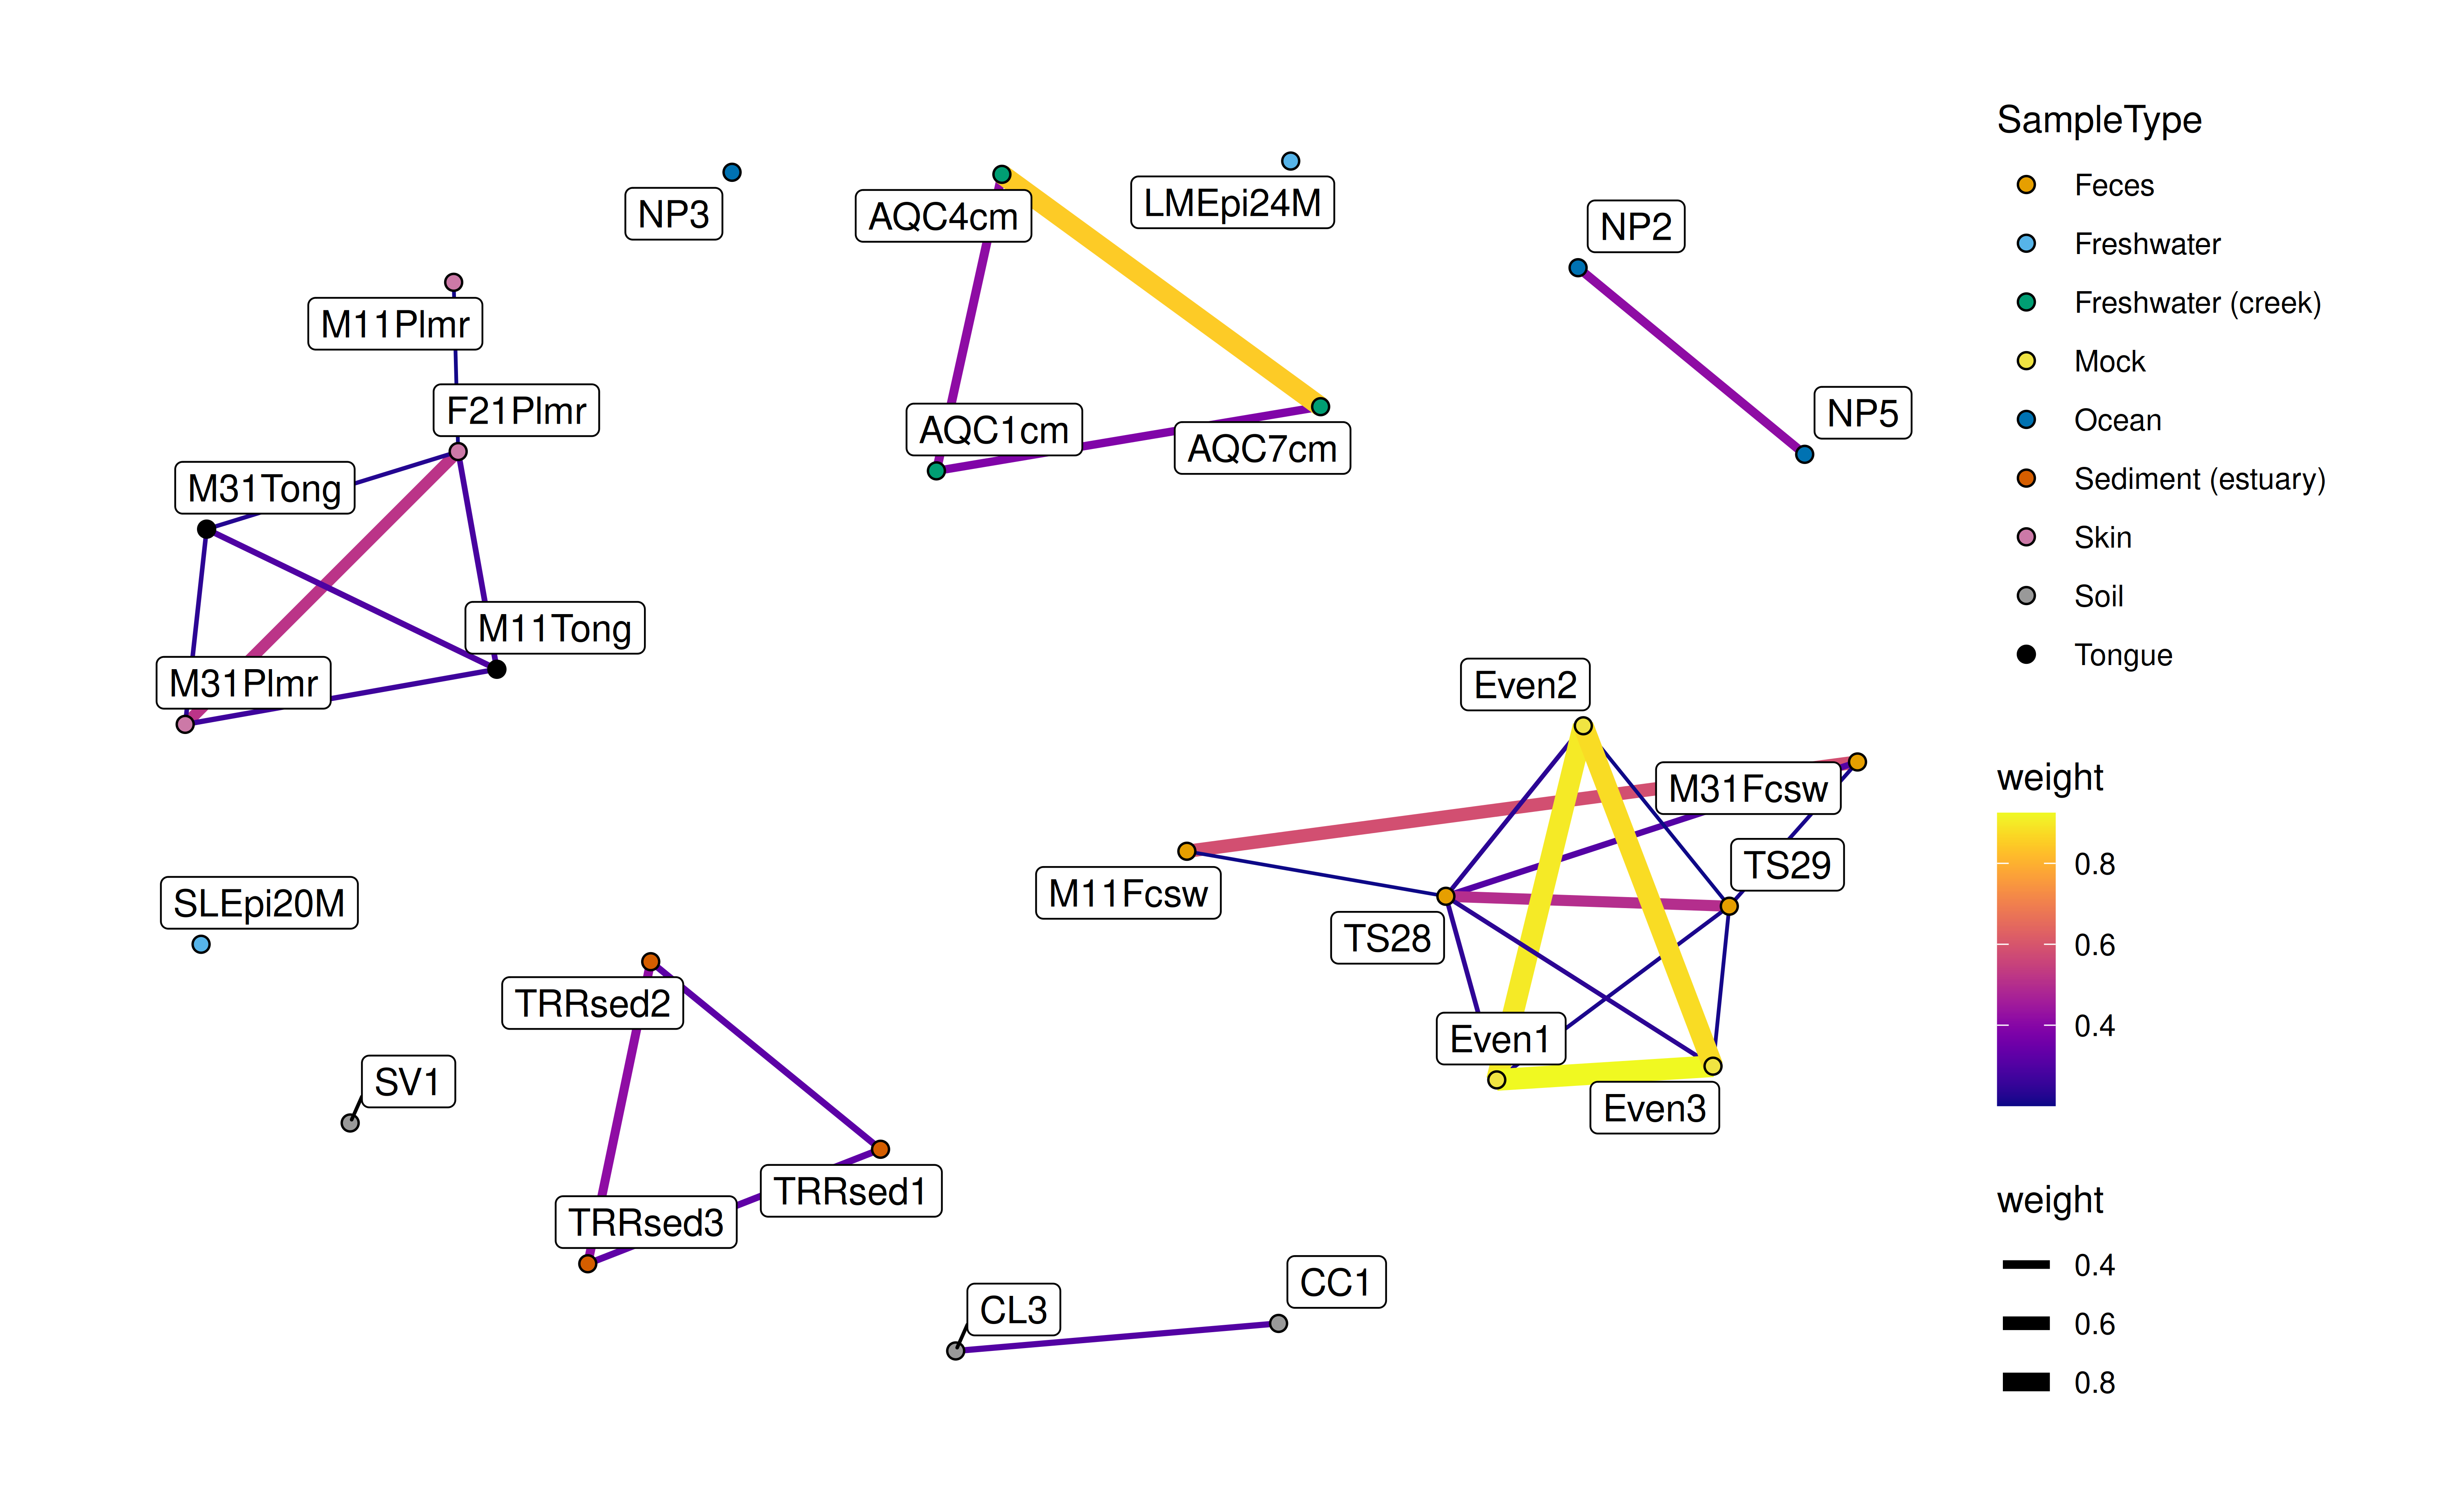 NP3
AQC4cm
LMEpi24M
NP2
M11Plmr
F21Plmr
AQC1cm
AQC7cm
NP5
M31Tong
M11Tong
M31Plmr
Even2
M31Fcsw
TS29
M11Fcsw
TS28
SLEpi20M
TRRsed2
Even1
SV1
Even3
TRRsed1
TRRsed3
CL3
CC1
SampleType
Feces
Freshwater
Freshwater (creek)
Mock
Ocean
Sediment (estuary)
Skin
Soil
Tongue
weight
0.8
0.6
0.4
weight
0.4
0.6
0.8